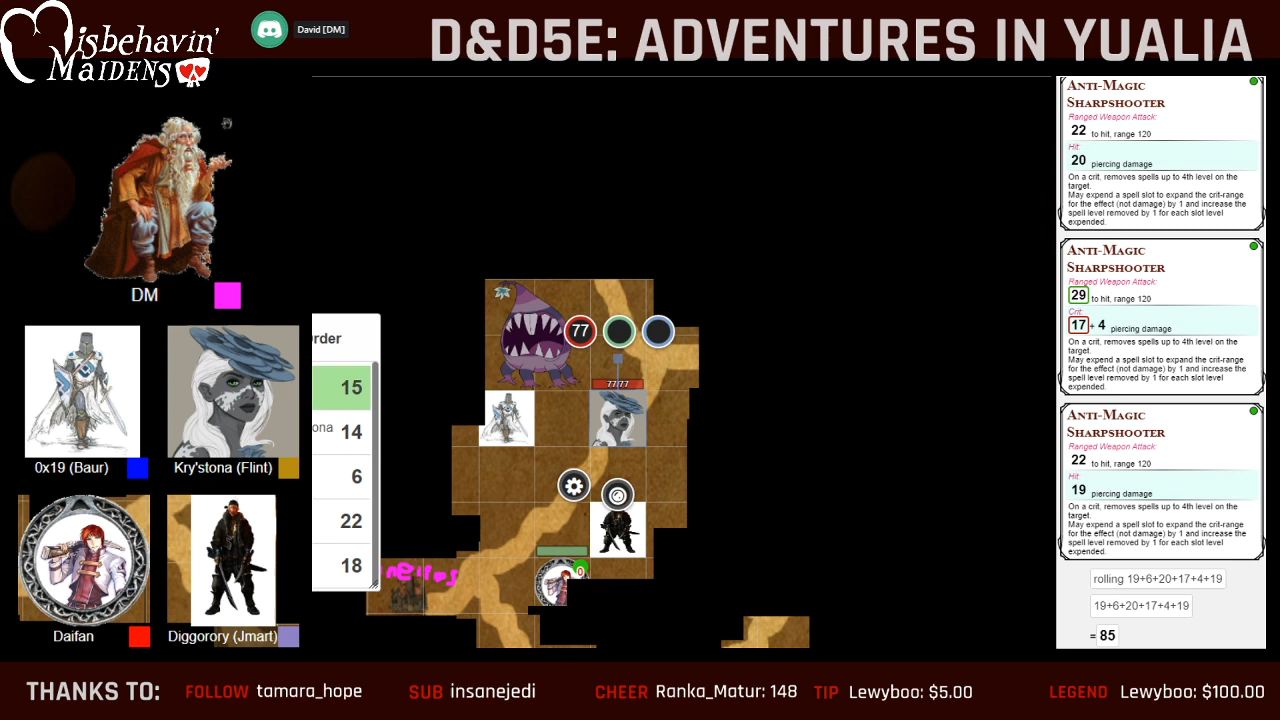 Misbehavin'
Maidens
David [DM]
D&D5E: ADVENTURES IN YUALIA
DM
0x19 (Baur)
Kry'stona (Flint)
Daifan
Diggorory (Jmart)
rder
15
ona 14
6
22
18
77
77/77
0
Anti-Magic
Sharpshooter
Ranged Weapon Attack:
22 to hit, range 120
Hit:
20 piercing damage
On a crit, removes spells up to 4th level on the
target.
May expend a spell slot to expand the crit-range
for the effect (not damage) by 1 and increase the
spell level removed by 1 for each slot level
expended.
Anti-Magic
Sharpshooter
Ranged Weapon Attack:
29 to hit, range 120
Crit:
17 + 4 piercing damage
On a crit, removes spells up to 4th level on the
target.
May expend a spell slot to expand the crit-range
for the effect (not damage) by 1 and increase the
spell level removed by 1 for each slot level
expended.
Anti-Magic
Sharpshooter
Ranged Weapon Attack:
22 to hit, range 120
Hit:
19 piercing damage
On a crit, removes spells up to 4th level on the
target.
May expend a spell slot to expand the crit-range
for the effect (not damage) by 1 and increase the
spell level removed by 1 for each slot level
expended.
rolling 19+6+20+17+4+19
19+6+20+17+4+19
= 85
THANKS TO: FOLLOW tamara_hope SUB insanejedi CHEER Ranka_Matur: 148 TIP Lewyboo: $5.00 LEGEND Lewyboo: $100.00